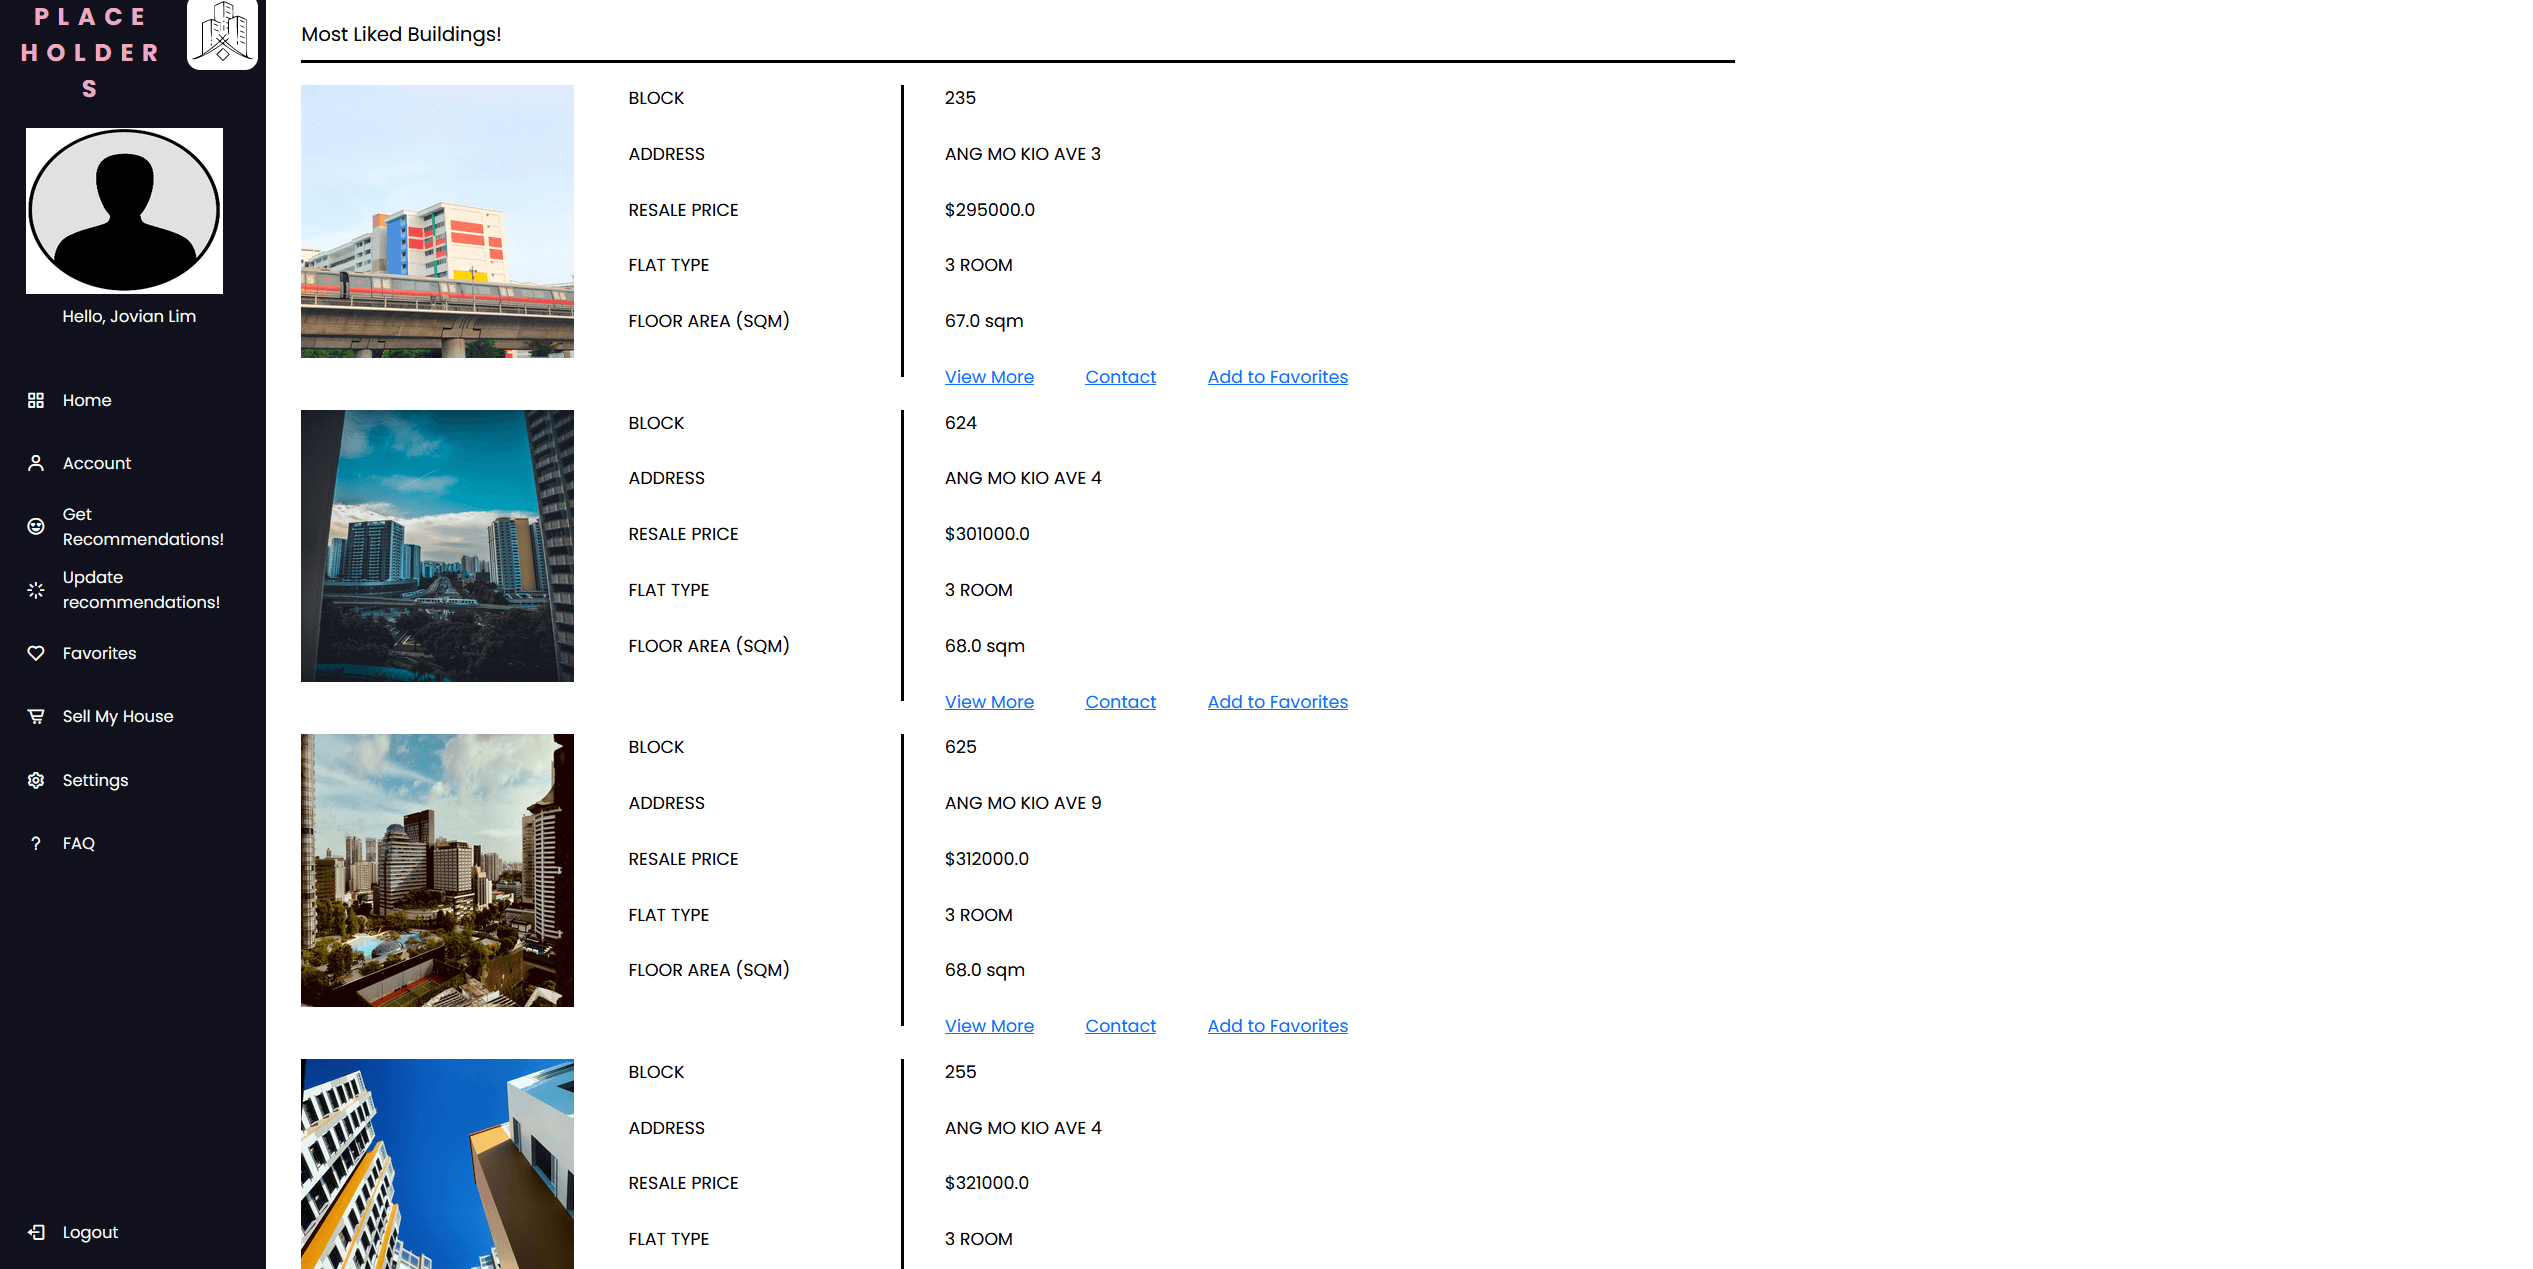 PLACE
HOLDER
S
Hello, Jovian Lim
Home
Account
Get
Recommendations!
Update
recommendations!
Favorites
Sell My House
Settings
? FAQ
Logout
Most Liked Buildings!
BLOCK 235
ADDRESS ANG MO KIO AVE 3
RESALE PRICE $295000.0
FLAT TYPE 3 ROOM
FLOOR AREA (SQM) 67.0 sqm
View More Contact Add to Favorites
BLOCK 624
ADDRESS ANG MO KIO AVE 4
RESALE PRICE $301000.0
FLAT TYPE 3 ROOM
FLOOR AREA (SQM) 68.0 sqm
View More Contact Add to Favorites
BLOCK 625
ADDRESS ANG MO KIO AVE 9
RESALE PRICE $312000.0
FLAT TYPE 3 ROOM
FLOOR AREA (SQM) 68.0 sqm
View More Contact Add to Favorites
BLOCK 255
ADDRESS ANG MO KIO AVE 4
RESALE PRICE $321000.0
FLAT TYPE 3 ROOM